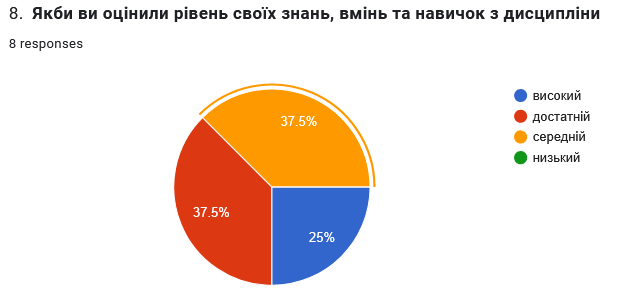 8. Якби ви оцінили рівень своїх знань, вмінь та навичок з дисципліни
8 responses
високий
достатній
середній
низький
37.5%
37.5%
25%